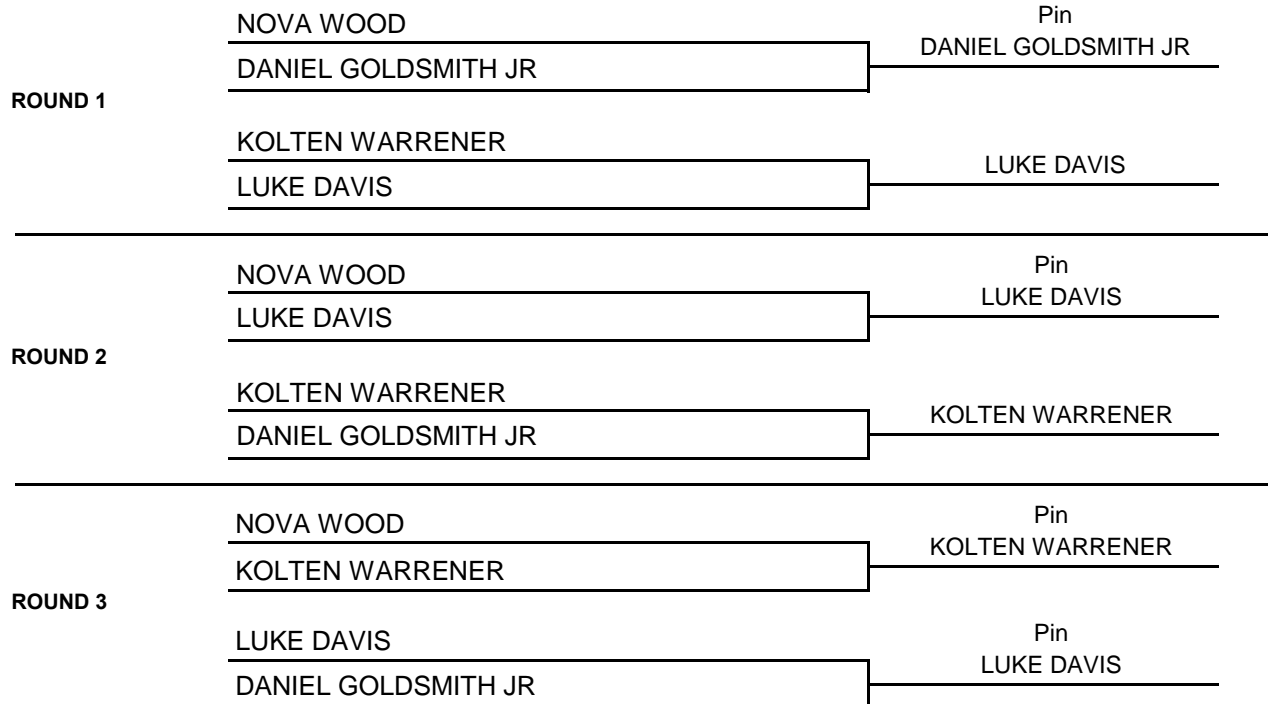 NOVA WOOD
Pin
DANIEL GOLDSMITH JR
DANIEL GOLDSMITH JR
ROUND 1
KOLTEN WARRENER
LUKE DAVIS
LUKE DAVIS
NOVA WOOD
Pin
LUKE DAVIS
LUKE DAVIS
ROUND 2
KOLTEN WARRENER
KOLTEN WARRENER
DANIEL GOLDSMITH JR
NOVA WOOD
Pin
KOLTEN WARRENER
KOLTEN WARRENER
ROUND 3
LUKE DAVIS
Pin
LUKE DAVIS
DANIEL GOLDSMITH JR